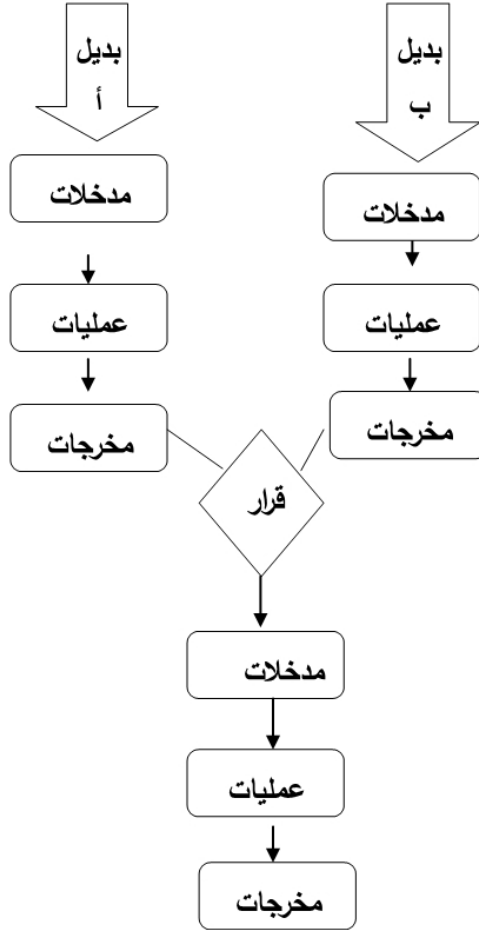 بديل
ب
بديل
أ
مدخلات
مدخلات
عمليات
عمليات
مخرجات
مخرجات
قرار
مدخلات
عمليات
مخرجات